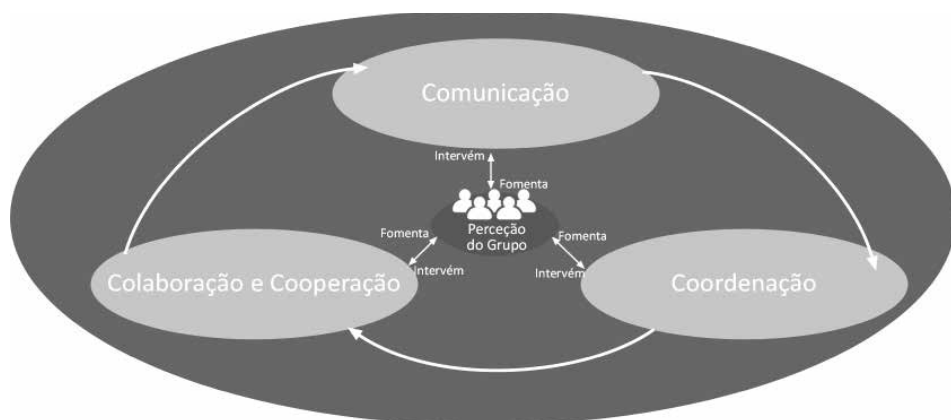 Comunicação
Intervém
Fomenta
Perceção
do Grupo
Fomenta
Intervém
Fomenta
Intervém
Colaboração e Cooperação
Coordenação